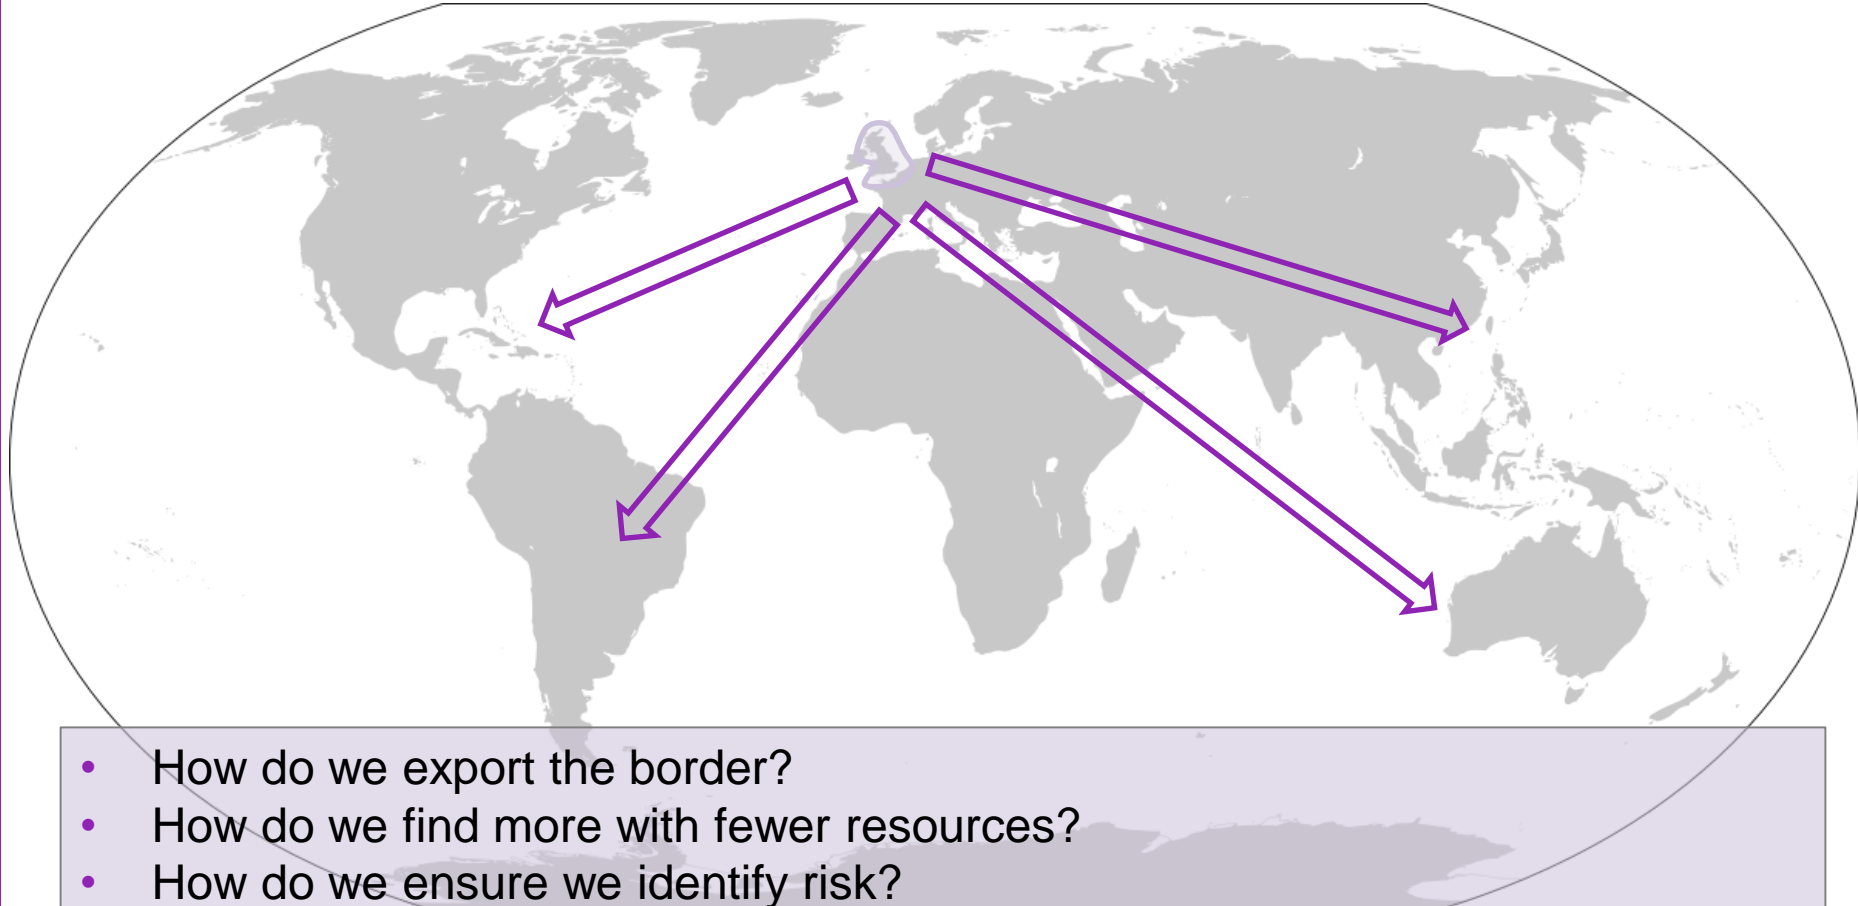 • How do we export the border?
• How do we find more with fewer resources?
• How do we ensure we identify risk?